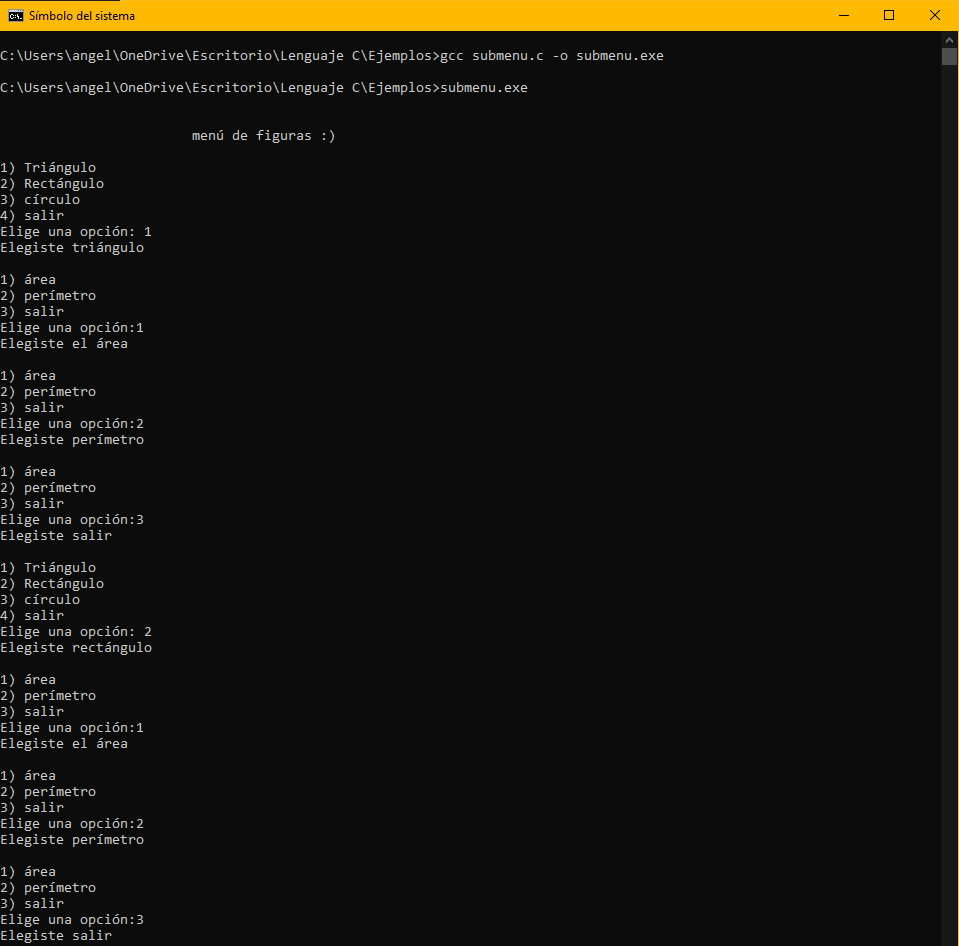 Símbolo del sistema
C:\Users\angel\OneDrive\Escritorio\Lenguaje C\Ejemplos>gcc submenu.c -o submenu.exe
C:\Users\angel\OneDrive\Escritorio\Lenguaje C\Ejemplos>submenu.exe
menú de figuras :)
1) Triángulo
2) Rectángulo
3) círculo
4) salir
Elige una opción: 1
Elegiste triángulo
1) área
2) perímetro
3) salir
Elige una opción:1
Elegiste el área
1) área
2) perímetro
3) salir
Elige una opción:2
Elegiste perímetro
1) área
2) perímetro
3) salir
Elige una opción:3
Elegiste salir
1) Triángulo
2) Rectángulo
3) círculo
4) salir
Elige una opción: 2
Elegiste rectángulo
1) área
2) perímetro
3) salir
Elige una opción:1
Elegiste el área
1) área
2) perímetro
3) salir
Elige una opción:2
Elegiste perímetro
1) área
2) perímetro
3) salir
Elige una opción:3
Elegiste salir